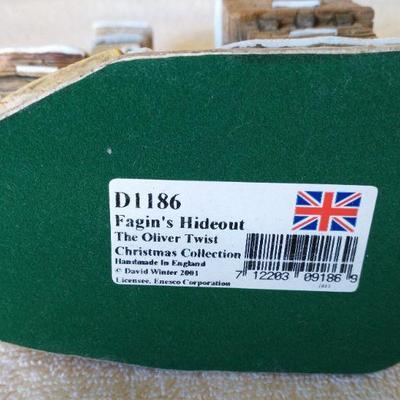 D1186
Fagin's Hideout
The Oliver Twist
Christmas Collection
Handmade In England
© David Winter 2001
Licensee, Enesco Corporation
7 12203 09186 9